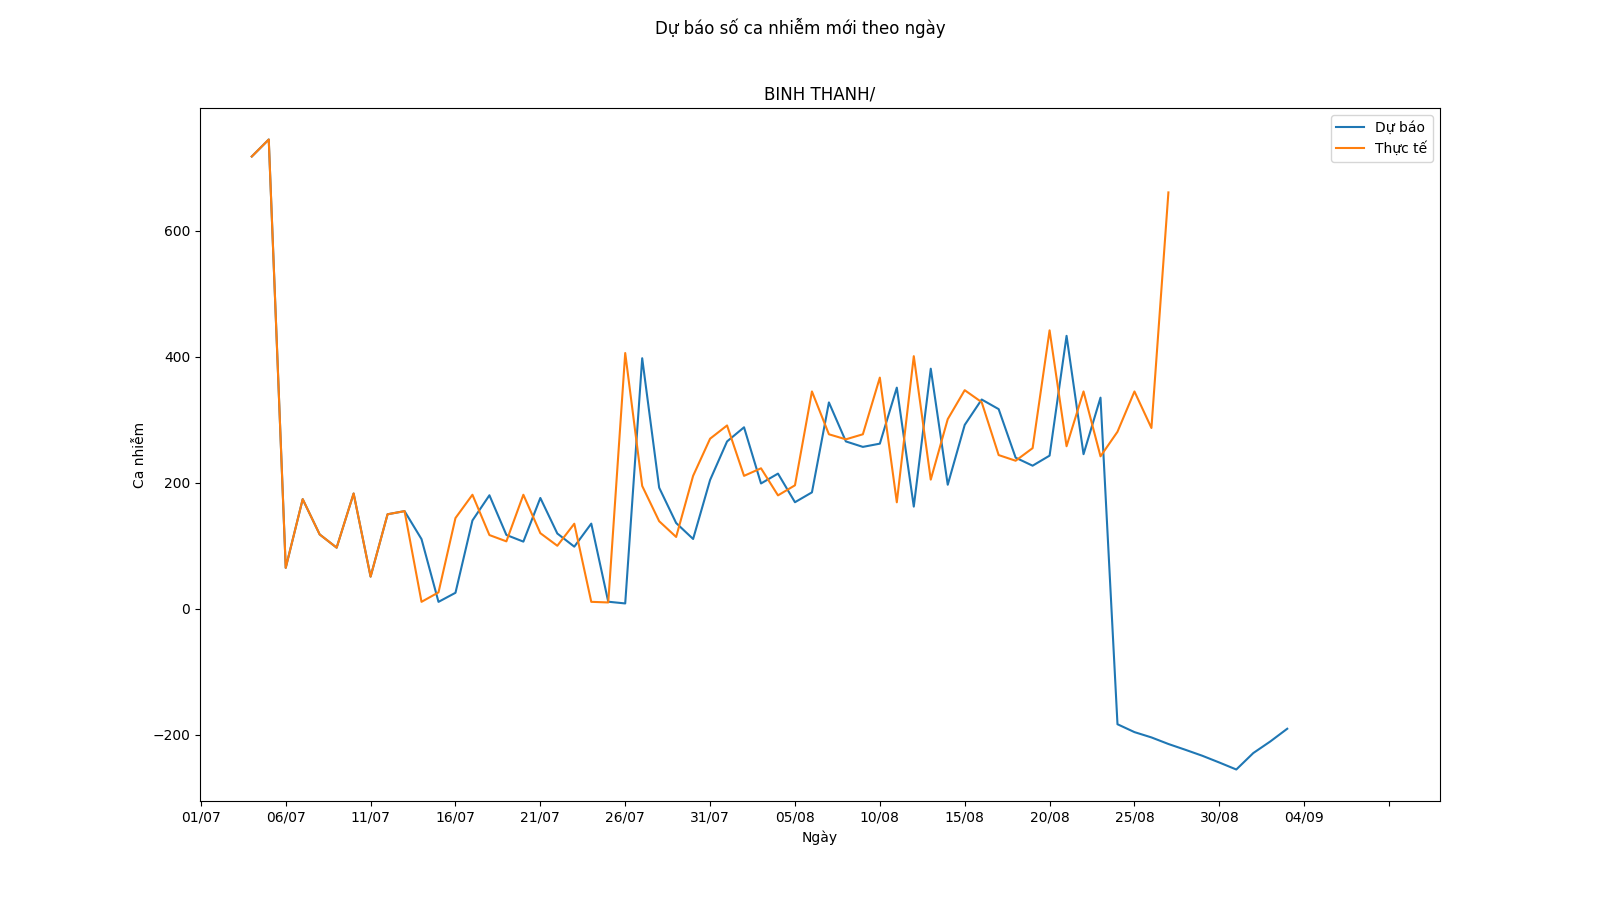 Dự báo số ca nhiễm mới theo ngày
BINH THANH/
Dự báo
Thực tế
600
400
200
0
−200
Ca nhiễm
01/07 06/07 11/07 16/07 21/07 26/07 31/07 05/08 10/08 15/08 20/08 25/08 30/08 04/09
Ngày